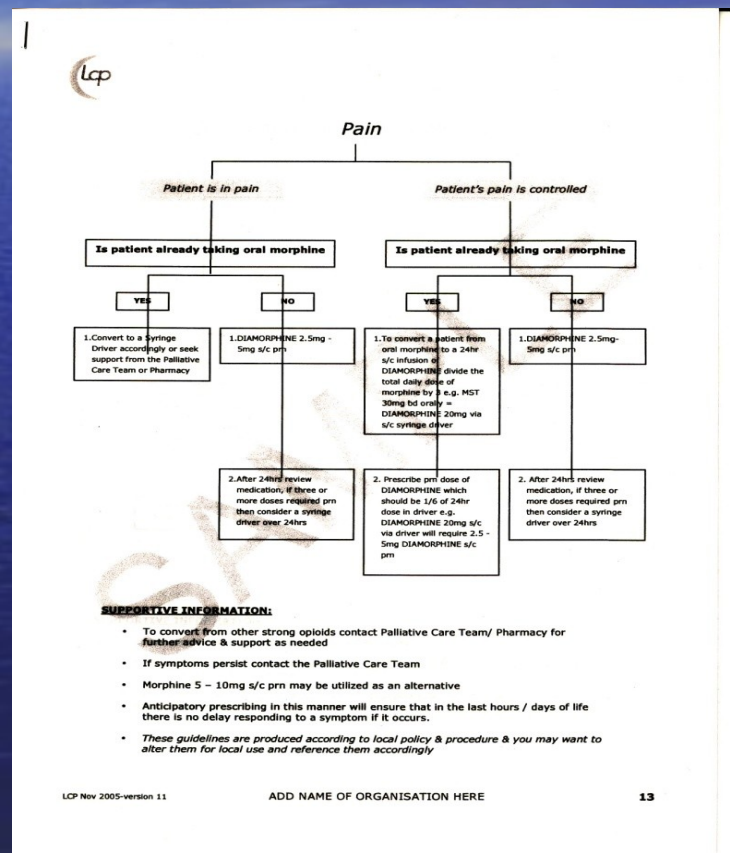 Lcp
Pain
Patient is in pain
Patient's pain is controlled
Is patient already taking oral morphine
Is patient already taking oral morphine
YES
NO
YES
NO
1.Convert to a Syringe
Driver accordingly or seek
support from the Palliative
Care Team or Pharmacy
1.DIAMORPHINE 2.5mg -
5mg s/c prn
1.To convert a patient from
oral morphine to a 24hr
s/c infusion of
DIAMORPHINE divide the
total daily dose of
morphine by 3 e.g. MST
30mg bd orally =
DIAMORPHINE 20mg via
s/c syringe driver
1.DIAMORPHINE 2.5mg-
5mg s/c prn
2.After 24hrs review
medication, if three or
more doses required prn
then consider a syringe
driver over 24hrs
2. Prescribe prn dose of
DIAMORPHINE which
should be 1/6 of 24hr
dose in driver e.g.
DIAMORPHINE 20mg s/c
via driver will require 2.5 -
5mg DIAMORPHINE s/c
prn
2. After 24hrs review
medication, if three or
more doses required prn
then consider a syringe
driver over 24hrs
SAMPLE
SUPPORTIVE INFORMATION:
• To convert from other strong opioids contact Palliative Care Team/ Pharmacy for
further advice & support as needed
• If symptoms persist contact the Palliative Care Team
• Morphine 5 – 10mg s/c prn may be utilized as an alternative
• Anticipatory prescribing in this manner will ensure that in the last hours / days of life
there is no delay responding to a symptom if it occurs.
• These guidelines are produced according to local policy & procedure & you may want to
alter them for local use and reference them accordingly
LCP Nov 2005-version 11
ADD NAME OF ORGANISATION HERE
13